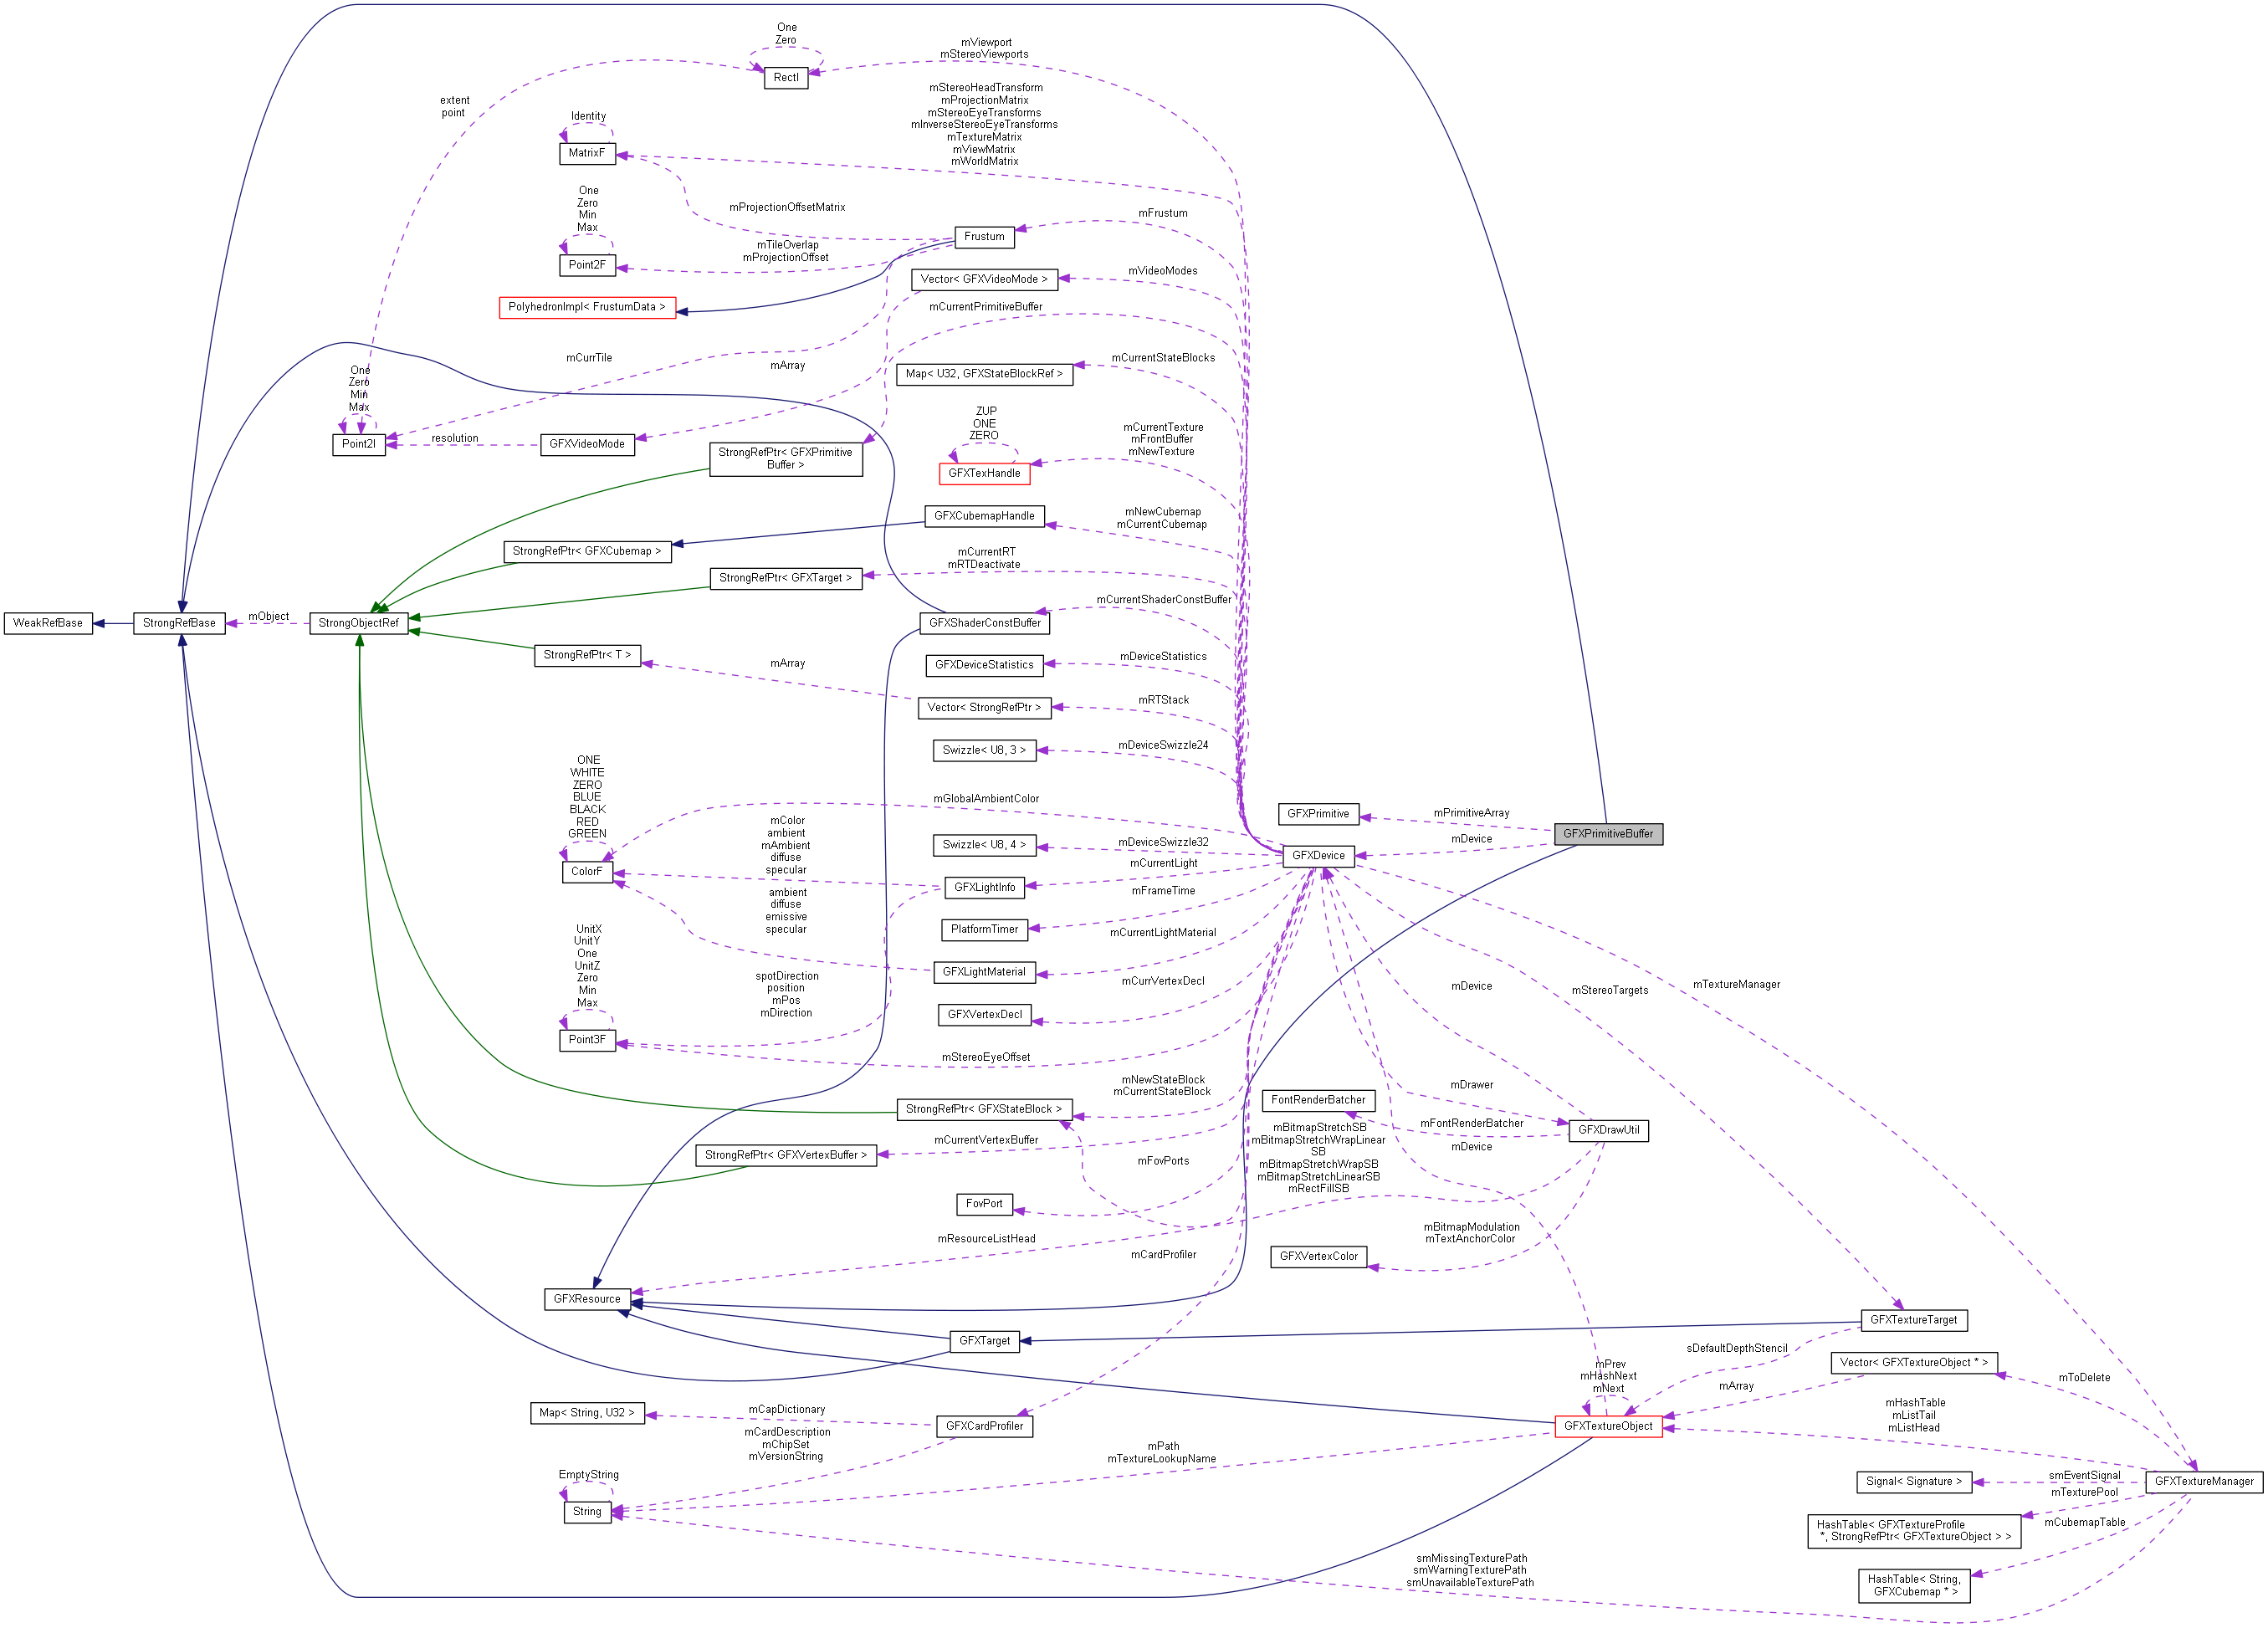 One
Zero
RectI
mViewport
mStereoViewports
extent
point
mStereoHeadTransform
mProjectionMatrix
mStereoEyeTransforms
mInverseStereoEyeTransforms
mTextureMatrix
mViewMatrix
mWorldMatrix
Identity
MatrixF
One
Zero
Min
Max
Point2F
mProjectionOffsetMatrix
mTileOverlap
mProjectionOffset
Frustum
mFrustum
PolyhedronImpl< FrustumData >
Vector< GFXVideoMode >
mVideoModes
mCurrentPrimitiveBuffer
mCurrTile
mArray
Map< U32, GFXStateBlockRef >
mCurrentStateBlocks
One
Zero
Min
Max
Point2I
resolution
GFXVideoMode
StrongRefPtr< GFXPrimitive
Buffer >
ZUP
ONE
ZERO
GFXTexHandle
mCurrentTexture
mFrontBuffer
mNewTexture
GFXCubemapHandle
mNewCubemap
mCurrentCubemap
StrongRefPtr< GFXCubemap >
StrongRefPtr< GFXTarget >
mCurrentRT
mRTDeactivate
WeakRefBase
StrongRefBase
mObject
StrongObjectRef
GFXShaderConstBuffer
mCurrentShaderConstBuffer
StrongRefPtr< T >
mArray
GFXDeviceStatistics
mDeviceStatistics
Vector< StrongRefPtr >
mRTStack
Swizzle< U8, 3 >
mDeviceSwizzle24
ONE
WHITE
ZERO
BLUE
BLACK
RED
GREEN
ColorF
mGlobalAmbientColor
mColor
ambient
mAmbient
diffuse
specular
Swizzle< U8, 4 >
mDeviceSwizzle32
GFXPrimitive
mPrimitiveArray
GFXPrimitiveBuffer
mDevice
GFXDevice
GFXLightInfo
mCurrentLight
mFrameTime
ambient
diffuse
emissive
specular
PlatformTimer
mCurrentLightMaterial
GFXLightMaterial
UnitX
UnitY
One
UnitZ
Zero
Min
Max
Point3F
spotDirection
position
mPos
mDirection
mCurrVertexDecl
GFXVertexDecl
mStereoEyeOffset
mDevice
mStereoTargets
mTextureManager
mNewStateBlock
mCurrentStateBlock
StrongRefPtr< GFXStateBlock >
FontRenderBatcher
mDrawer
mFontRenderBatcher
GFXDrawUtil
mDevice
mCurrentVertexBuffer
StrongRefPtr< GFXVertexBuffer >
mBitmapStretchSB
mBitmapStretchWrapLinear
SB
mBitmapStretchWrapSB
mBitmapStretchLinearSB
mRectFillSB
mFovPorts
FovPort
mResourceListHead
mCardProfiler
mBitmapModulation
mTextAnchorColor
GFXVertexColor
GFXResource
GFXTarget
GFXTextureTarget
sDefaultDepthStencil
Vector< GFXTextureObject * >
mPrev
mHashNext
mNext
mArray
mToDelete
Map< String, U32 >
mCapDictionary
GFXCardProfiler
GFXTextureObject
mHashTable
mListTail
mListHead
mCardDescription
mChipSet
mVersionString
mPath
mTextureLookupName
EmptyString
String
Signal< Signature >
smEventSignal
GFXTextureManager
mTexturePool
HashTable< GFXTextureProfile
*, StrongRefPtr< GFXTextureObject > >
mCubemapTable
HashTable< String,
GFXCubemap * >
smMissingTexturePath
smWarningTexturePath
smUnavailableTexturePath